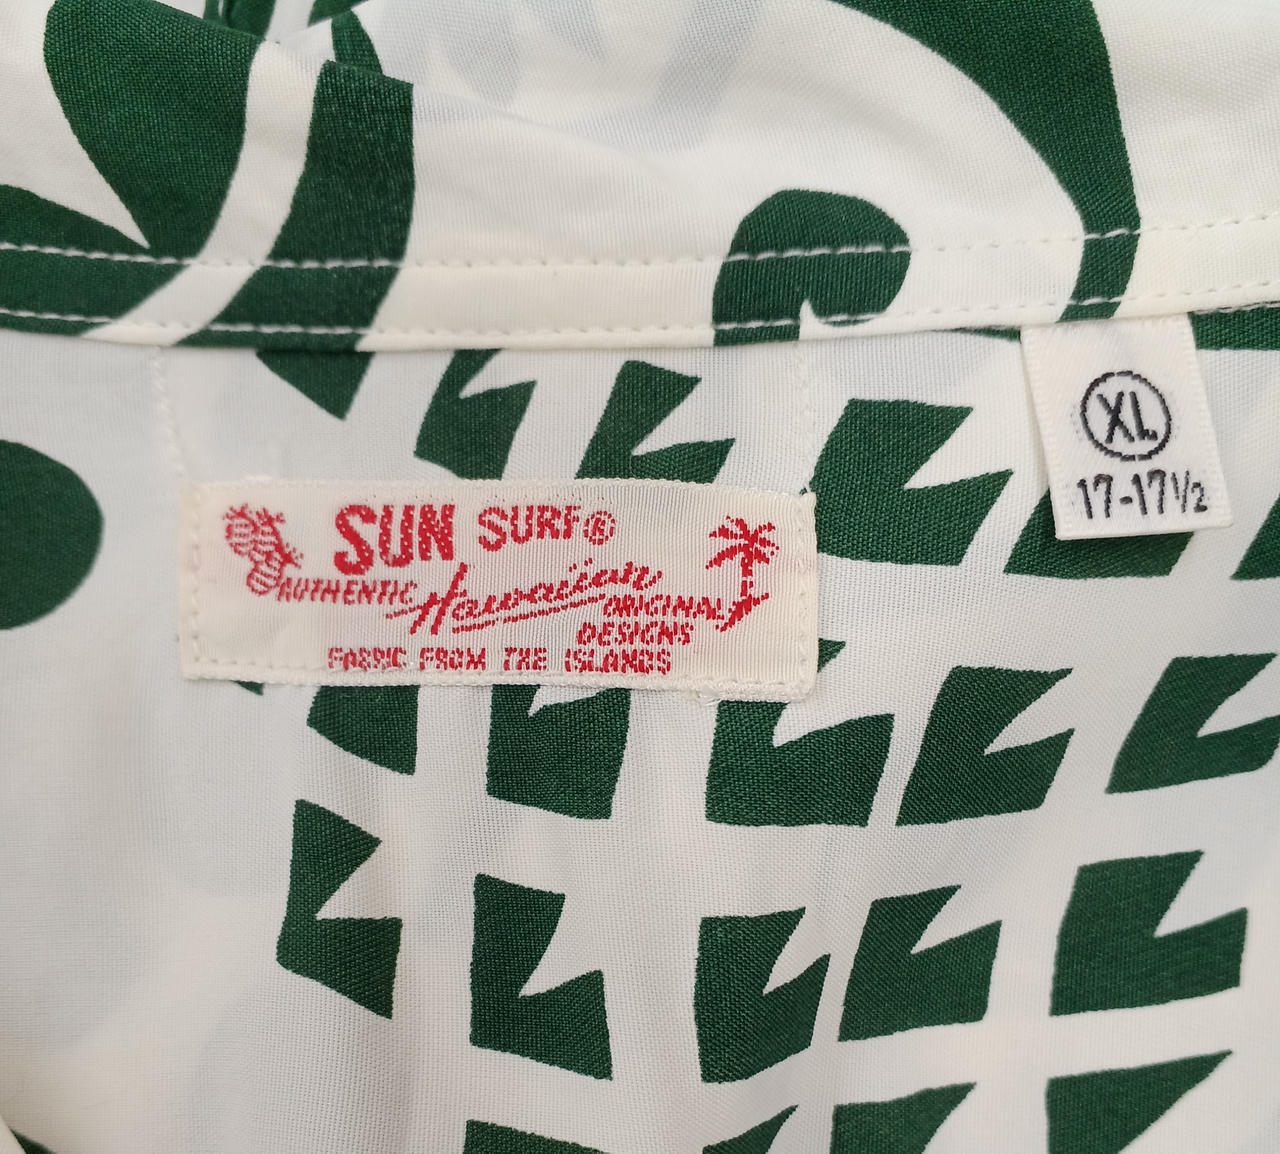 SUN SURF®
AUTHENTIC Hawaiian ORIGINAL
DESIGNS
FABRIC FROM THE ISLANDS
XL
17-17½